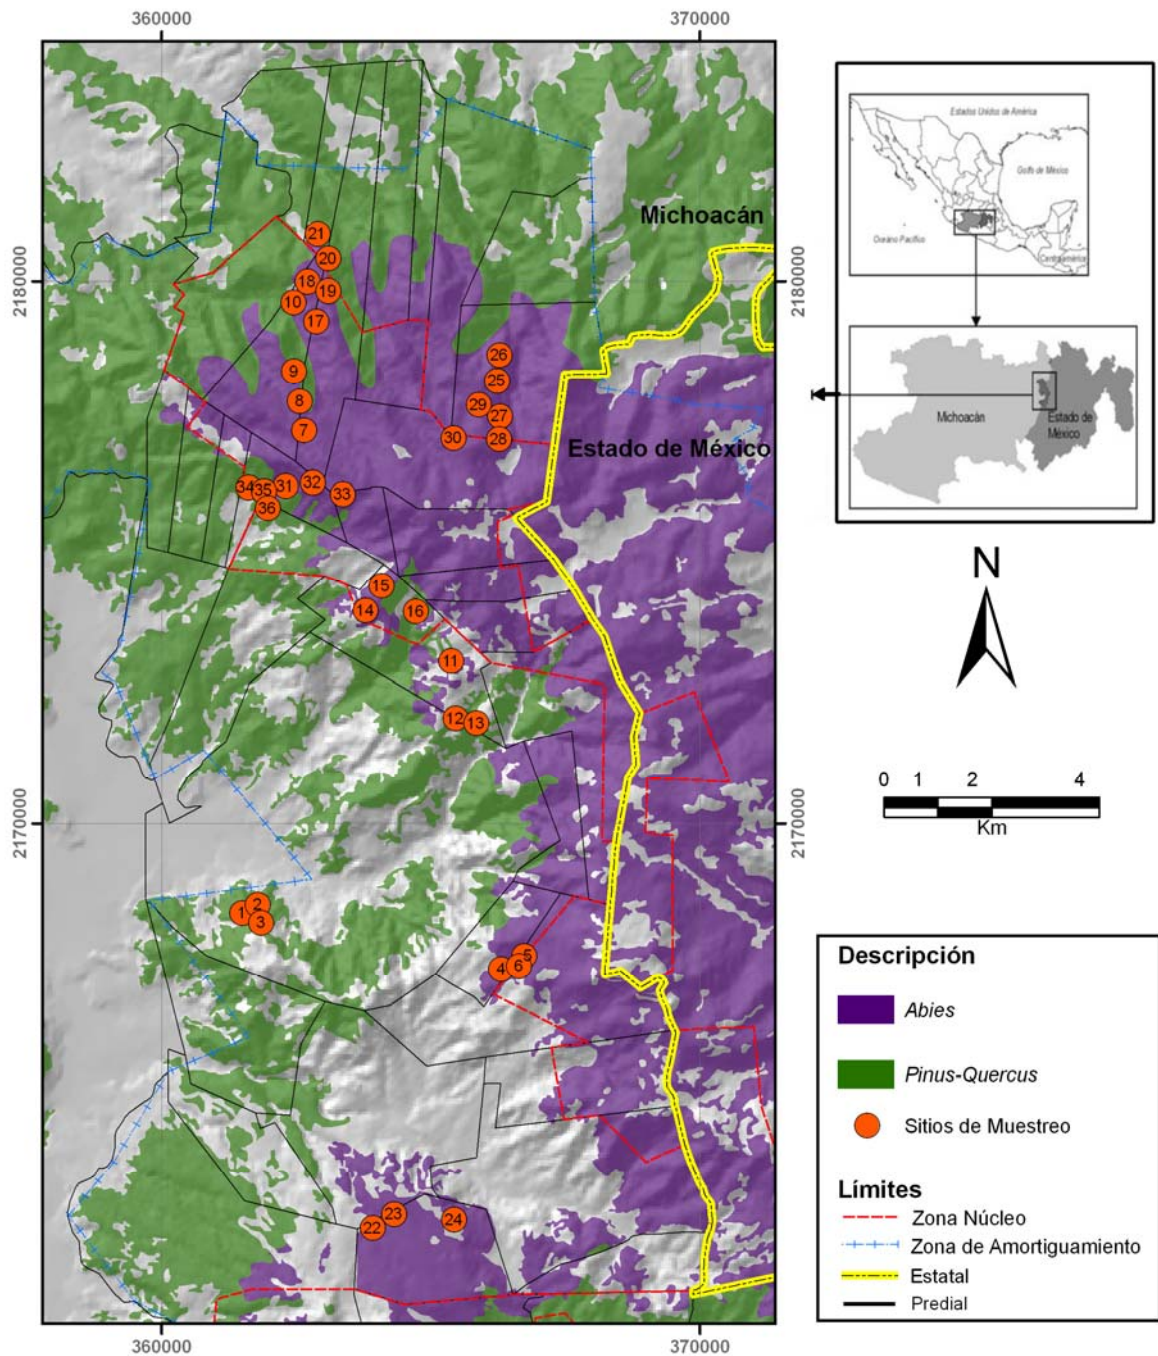 360000
370000
Michoacán
2180000
2180000
21
20
18
19
10
17
9
8
7
26
25
29
27
30
28
Estado de México
34
35
31
32
33
36
15
14
16
11
12
13
2170000
2170000
1
2
3
5
4
6
23
22
24
360000
370000
Estados Unidos de América
Golfo de México
Oceano Pacífico
Centroamérica
Michoacán
Estado de
México
N
0 1 2 4
Km
Descripción
Abies
Pinus-Quercus
Sitios de Muestreo
Límites
Zona Núcleo
Zona de Amortiguamiento
Estatal
Predial